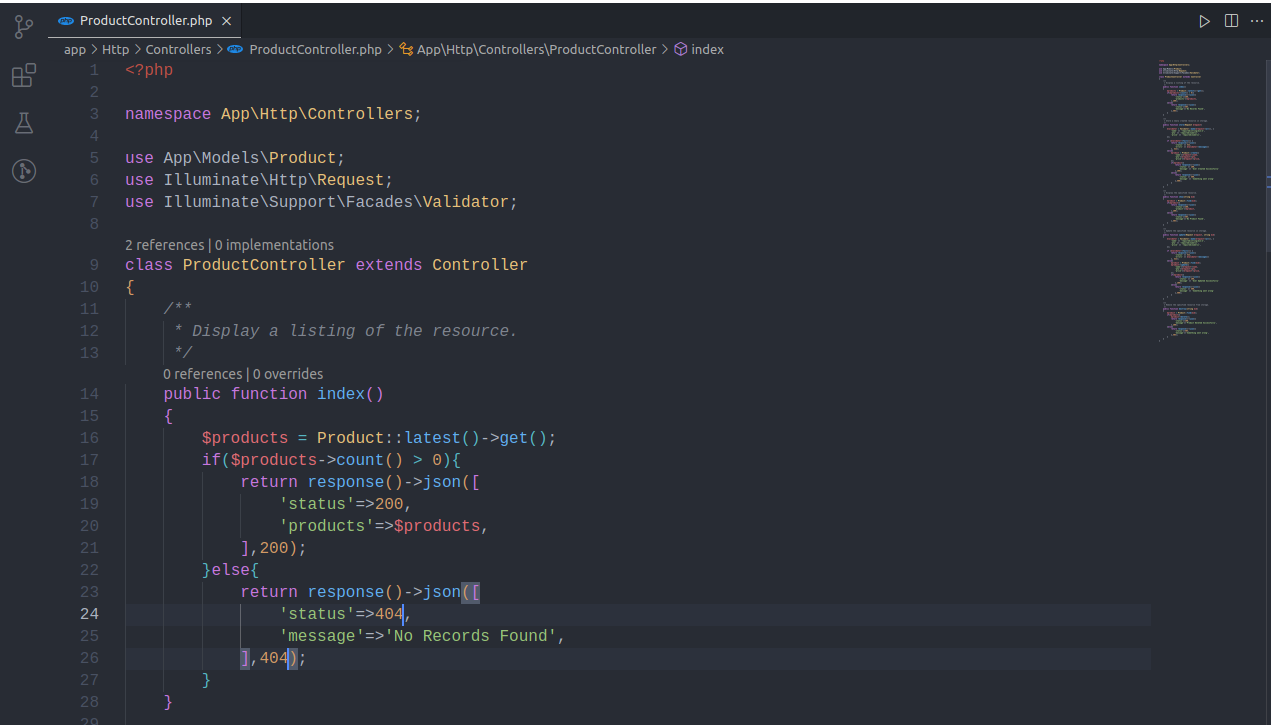 php ProductController.php ×
app > Http > Controllers > php ProductController.php > App\Http\Controllers\ProductController > index
1 <?php
2
3 namespace App\Http\Controllers;
4
5 use App\Models\Product;
6 use Illuminate\Http\Request;
7 use Illuminate\Support\Facades\Validator;
8
2 references | 0 implementations
9 class ProductController extends Controller
10 {
11 /**
12 * Display a listing of the resource.
13 */
0 references | 0 overrides
14 public function index()
15 {
16 $products = Product::latest()->get();
17 if($products->count() > 0){
18 return response()->json([
19 'status'=>200,
20 'products'=>$products,
21 ],200);
22 }else{
23 return response()->json([
24 'status'=>404,
25 'message'=>'No Records Found',
26 ],404);
27 }
28 }
29